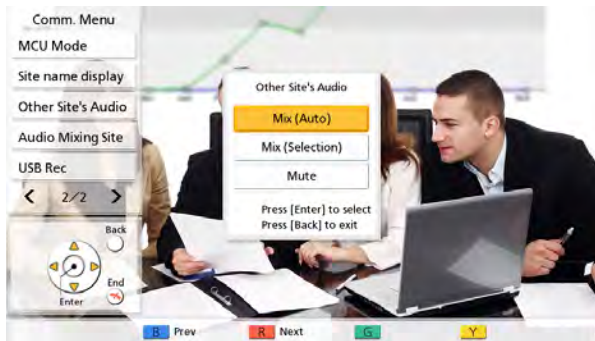 Comm. Menu
MCU Mode
Site name display
Other Site's Audio
Audio Mixing Site
USB Rec
2/2
Back
End
Enter
Other Site's Audio
Mix (Auto)
Mix (Selection)
Mute
Press [Enter] to select
Press [Back] to exit
B Prev R Next G Y